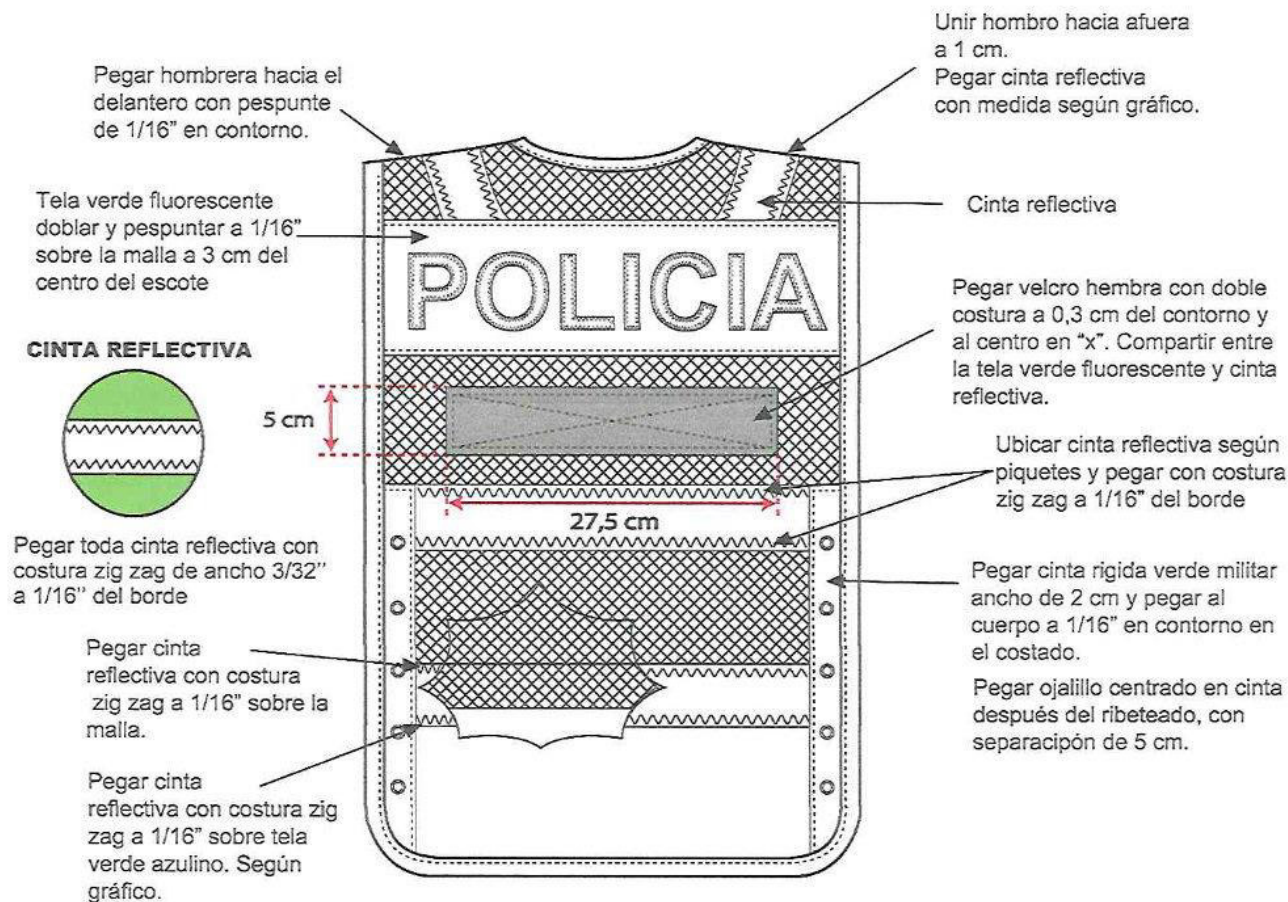 Unir hombro hacia afuera
a 1 cm.
Pegar cinta reflectiva
con medida según gráfico.
Pegar hombrera hacia el
delantero con pespunte
de 1/16” en contorno.
Tela verde fluorescente
doblar y pespuntar a 1/16”
sobre la malla a 3 cm del
centro del escote
Cinta reflectiva
POLICIA
Pegar velcro hembra con doble
costura a 0,3 cm del contorno y
al centro en “x”. Compartir entre
la tela verde fluorescente y cinta
reflectiva.
CINTA REFLECTIVA
5 cm
27,5 cm
Ubicar cinta reflectiva según
piquetes y pegar con costura
zig zag a 1/16” del borde
Pegar toda cinta reflectiva con
costura zig zag de ancho 3/32’’
a 1/16’’ del borde
Pegar cinta rigida verde militar
ancho de 2 cm y pegar al
cuerpo a 1/16” en contorno en
el costado.
Pegar ojalillo centrado en cinta
después del ribeteado, con
separacipón de 5 cm.
Pegar cinta
reflectiva con costura
zig zag a 1/16” sobre la
malla.
Pegar cinta
reflectiva con costura zig
zag a 1/16” sobre tela
verde azulino. Según
gráfico.